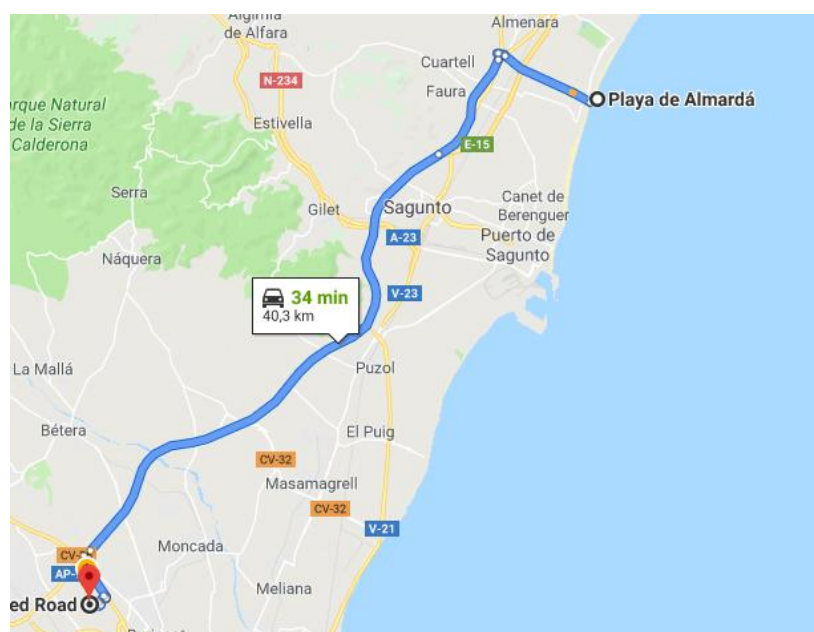 Almenara
de Alfara
Cuartell
N-234
Faura
Playa de Almardá
arque Natural
de la Sierra
Calderona
Estivella
E-15
Serra
Gilet
Sagunto
Canet de
Berenguer
A-23
Puerto de
Sagunto
Náquera
34 min
40,3 km
V-23
La Mallá
Puzol
Bétera
El Puig
CV-32
Masamagrell
CV-32
V-21
Moncada
AP-
Meliana
ed Road